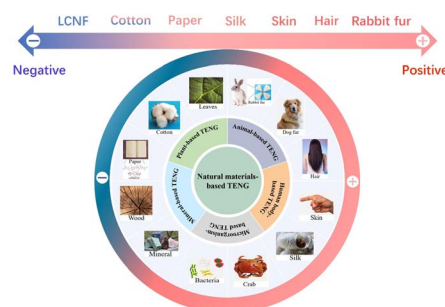 LCNF Cotton Paper Silk Skin Hair Rabbit fur
Negative
Positive
Leaves
Rabbit fur
Cotton
Dog fur
Plant-based TENG
Animal-based TENG
Paper
Hair
Natural materials-
based TENG
Mineral-based TENG
Human body-
based TENG
Wood
Skin
Microorganism-
based TENG
Mineral
Silk
Bacteria
Crab